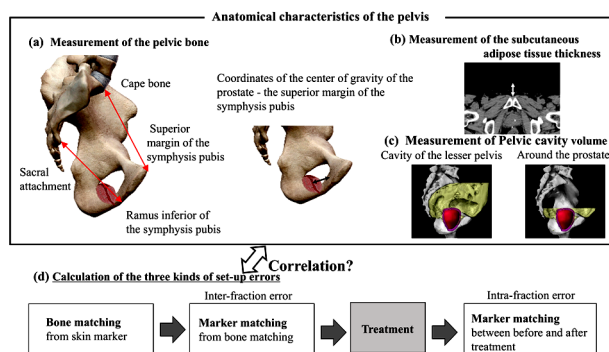 Anatomical characteristics of the pelvis
(a) Measurement of the pelvic bone
Cape bone
Superior
margin of the
symphysis pubis
Sacral
attachment
Ramus inferior of
the symphysis pubis
Coordinates of the center of gravity of the
prostate - the superior margin of the
symphysis pubis
(b) Measurement of the subcutaneous
adipose tissue thickness
(c) Measurement of Pelvic cavity volume
Cavity of the lesser pelvis
Around the prostate
Correlation?
(d) Calculation of the three kinds of set-up errors
Bone matching
from skin marker
Inter-fraction error
Marker matching
from bone matching
Treatment
Intra-fraction error
Marker matching
between before and after
treatment